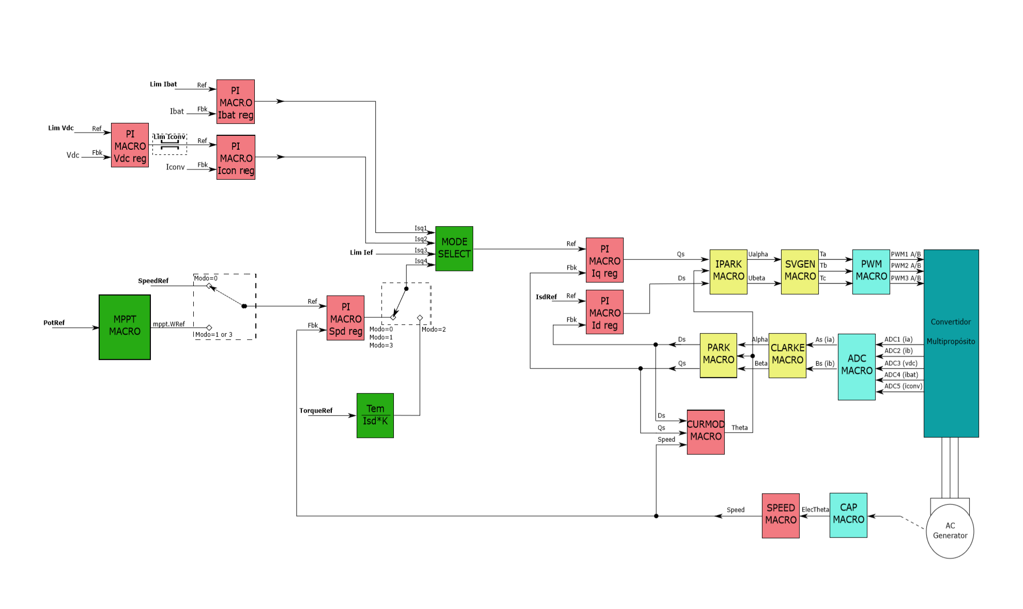 Lim Ibat
Ref
PI
MACRO
Ibat reg
Ibat
Fbk
Lim Vdc
Ref
PI
MACRO
Vdc reg
Vdc
Fbk
Lim Iconv
Ref
PI
MACRO
Icon reg
Iconv
Fbk
Isq1
Isq2
Isq3
Isq4
Lim Ief
MODE
SELECT
Ref
PI
MACRO
Iq reg
Fbk
IsdRef
Ref
PI
MACRO
Id reg
Fbk
Qs
Ds
IPARK
MACRO
Ualpha
Ubeta
SVGEN
MACRO
Ta
Tb
Tc
PWM
MACRO
PWM1 A/B
PWM2 A/B
PWM3 A/B
Convertidor
Multipropósito
SpeedRef
Modo=0
PotRef
MPPT
MACRO
mppt.WRef
Modo=1 or 3
Ref
PI
MACRO
Spd reg
Fbk
Modo=0
Modo=1
Modo=3
Modo=2
TorqueRef
Tem
Isd*K
Ds
Qs
PARK
MACRO
Alpha
Beta
CLARKE
MACRO
As (ia)
Bs (ib)
ADC
MACRO
ADC1 (ia)
ADC2 (ib)
ADC3 (vdc)
ADC4 (ibat)
ADC5 (iconv)
Ds
Qs
Speed
CURMOD
MACRO
Theta
Speed
SPEED
MACRO
ElecTheta
CAP
MACRO
AC
Generator